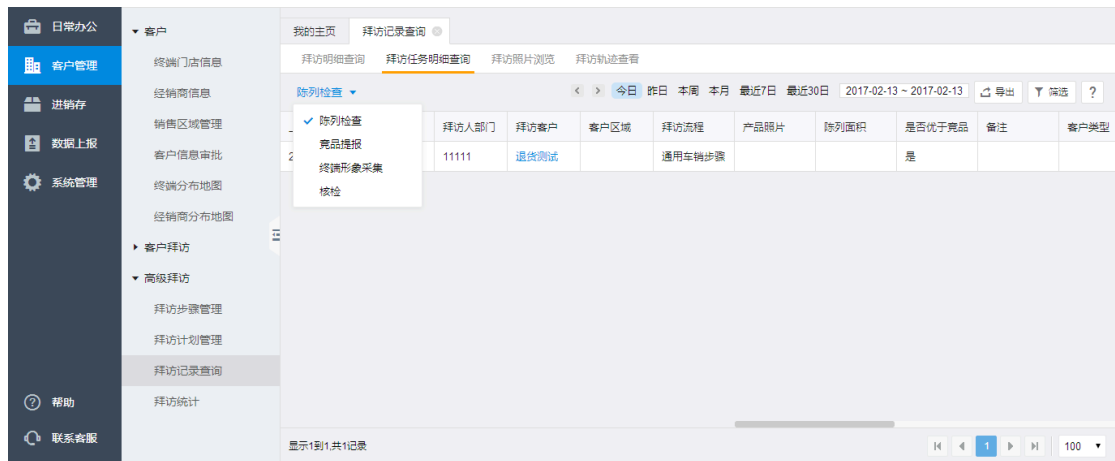 日常办公
客户管理
进销存
数据上报
系统管理
帮助
联系客服
客户
终端门店信息
经销商信息
销售区域管理
客户信息审批
终端分布地图
经销商分布地图
客户拜访
高级拜访
拜访步骤管理
拜访计划管理
拜访记录查询
拜访统计
我的主页 拜访记录查询
拜访明细查询 拜访任务明细查询 拜访照片浏览 拜访轨迹查看
陈列检查 今日 昨日 本周 本月 最近7日 最近30日 2017-02-13 ~ 2017-02-13 导出 筛选 ?
陈列检查
竞品提报
终端形象采集
核检
拜访人部门 拜访客户 客户区域 拜访流程 产品照片 陈列面积 是否优于竞品 备注 客户类型
2 11111 退货测试 通用车销步骤 是
显示1到1,共1记录 1 100